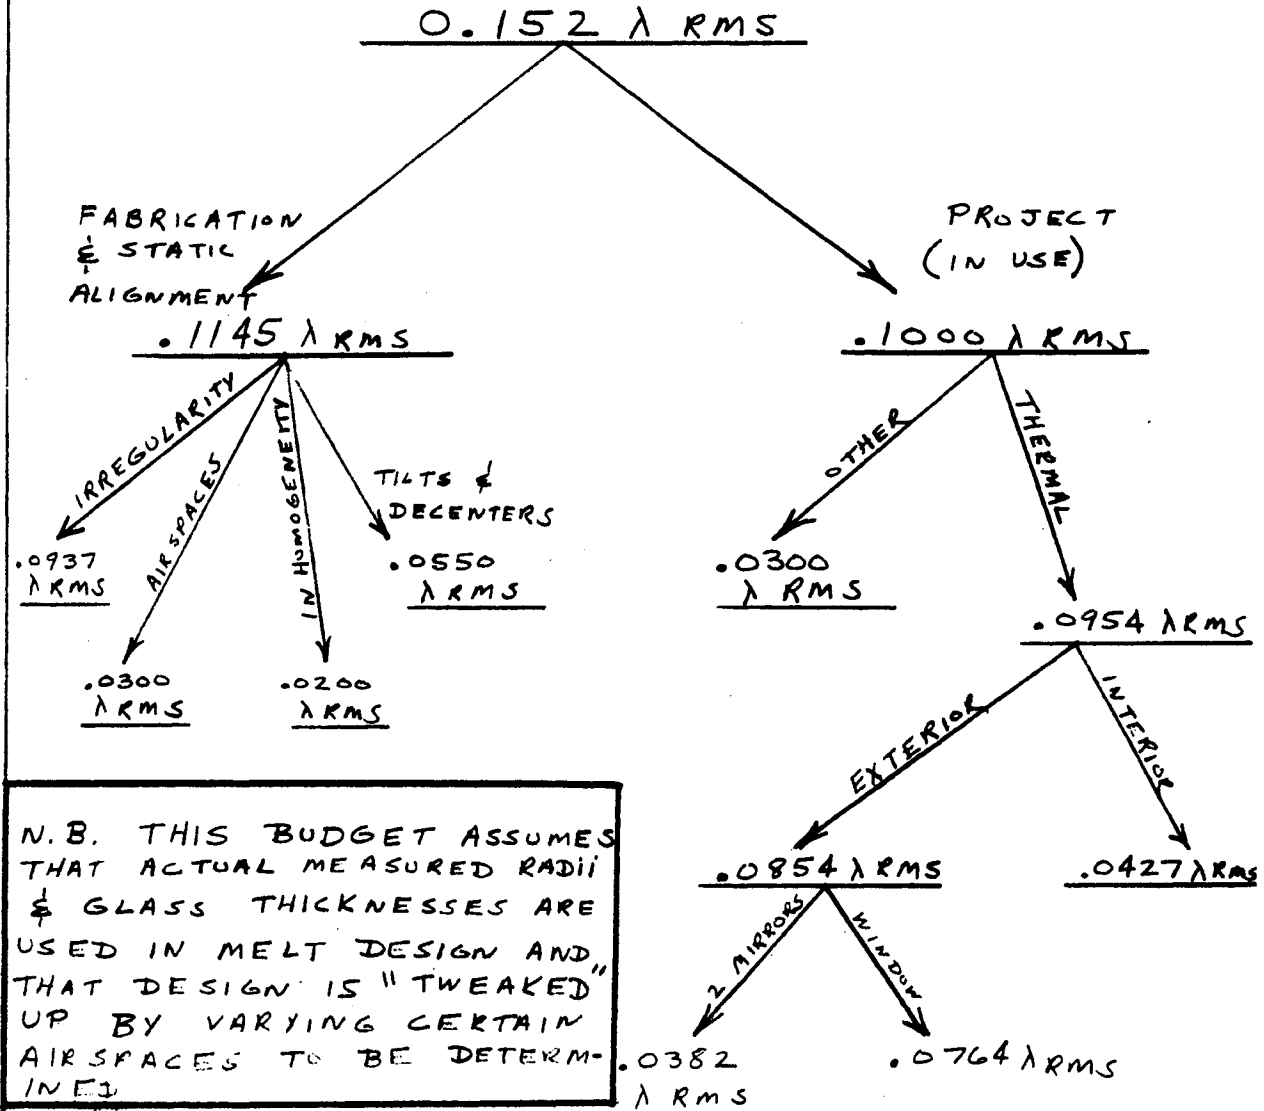 0.152 λ RMS
FABRICATION
& STATIC
ALIGNMENT
.1145 λ RMS
PROJECT
(IN USE)
.1000 λ RMS
IRREGULARITY
AIRSPACES
IN HOMOGENEITY
TILTS &
DECENTERS
.0937
λ RMS
.0300
λ RMS
.0200
λ RMS
.0550
λ RMS
OTHER
THERMAL
.0300
λ RMS
.0954 λ RMS
EXTERIOR
INTERIOR
.0854 λ RMS
.0427 λ RMS
2 MIRRORS
WINDOW
.0382
λ RMS
.0764 λ RMS
N.B. THIS BUDGET ASSUMES
THAT ACTUAL MEASURED RADII
& GLASS THICKNESSES ARE
USED IN MELT DESIGN AND
THAT DESIGN IS "TWEAKED"
UP BY VARYING CERTAIN
AIRSPACES TO BE DETERM-
INED